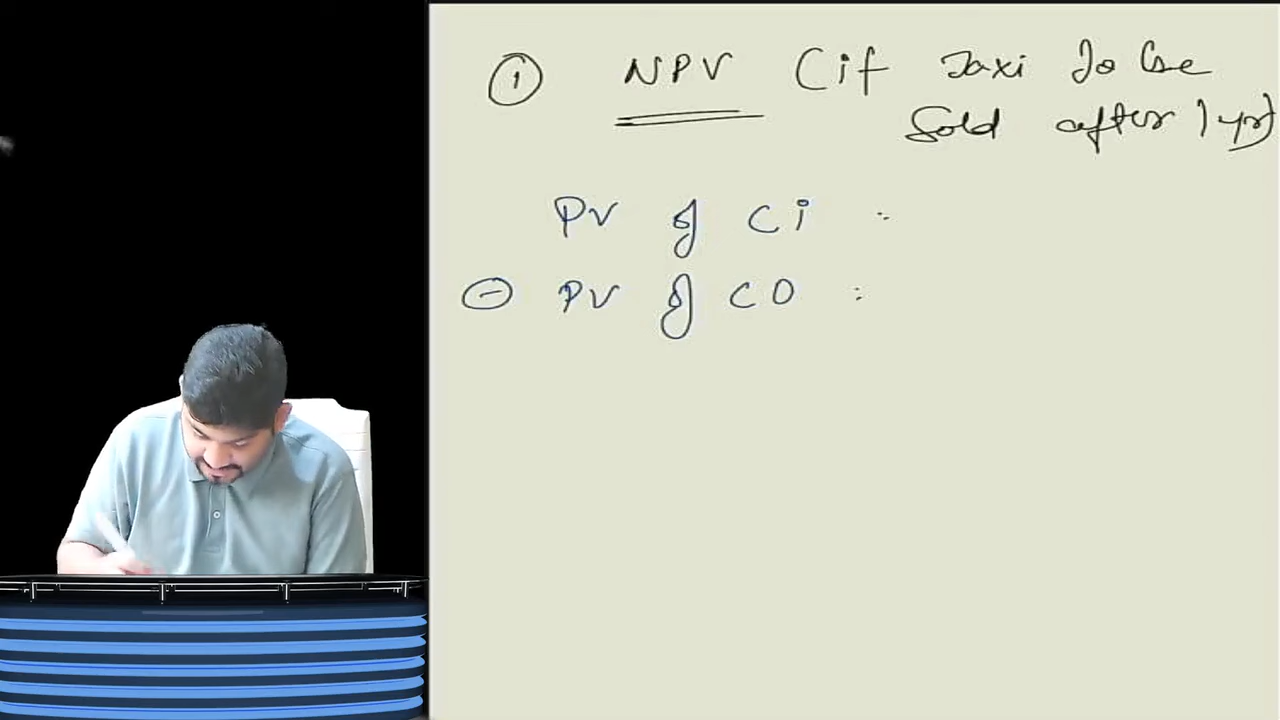 ① NPV (if Taxi to be
sold after 1 yr)
PV of CI :
⊖ PV of CO :